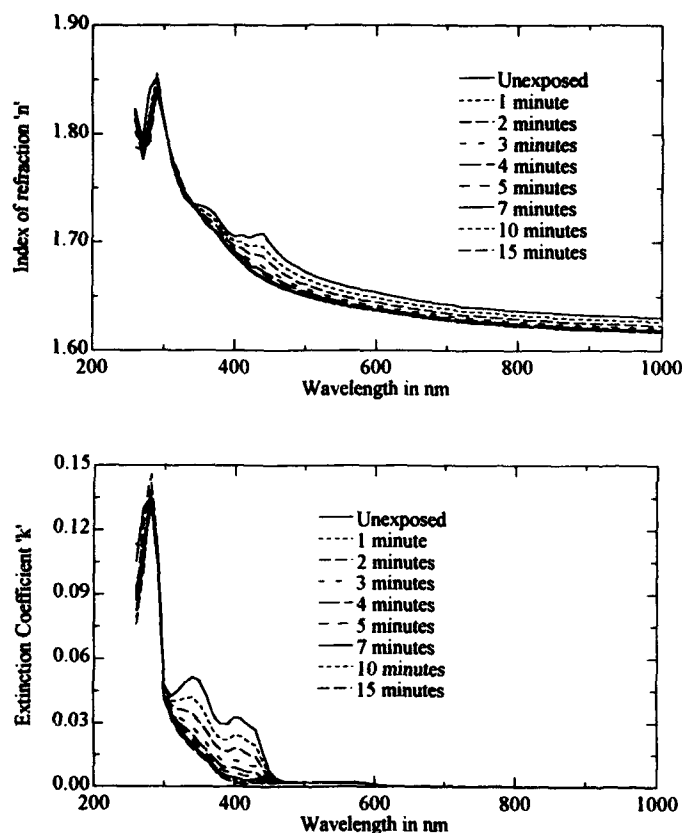 1.90
1.80
1.70
1.60
Index of refraction 'n'
Unexposed
1 minute
2 minutes
3 minutes
4 minutes
5 minutes
7 minutes
10 minutes
15 minutes
200 400 600 800 1000
Wavelength in nm
0.15
0.12
0.09
0.06
0.03
0.00
Extinction Coefficient 'k'
Unexposed
1 minute
2 minutes
3 minutes
4 minutes
5 minutes
7 minutes
10 minutes
15 minutes
200 400 600 800 1000
Wavelength in nm